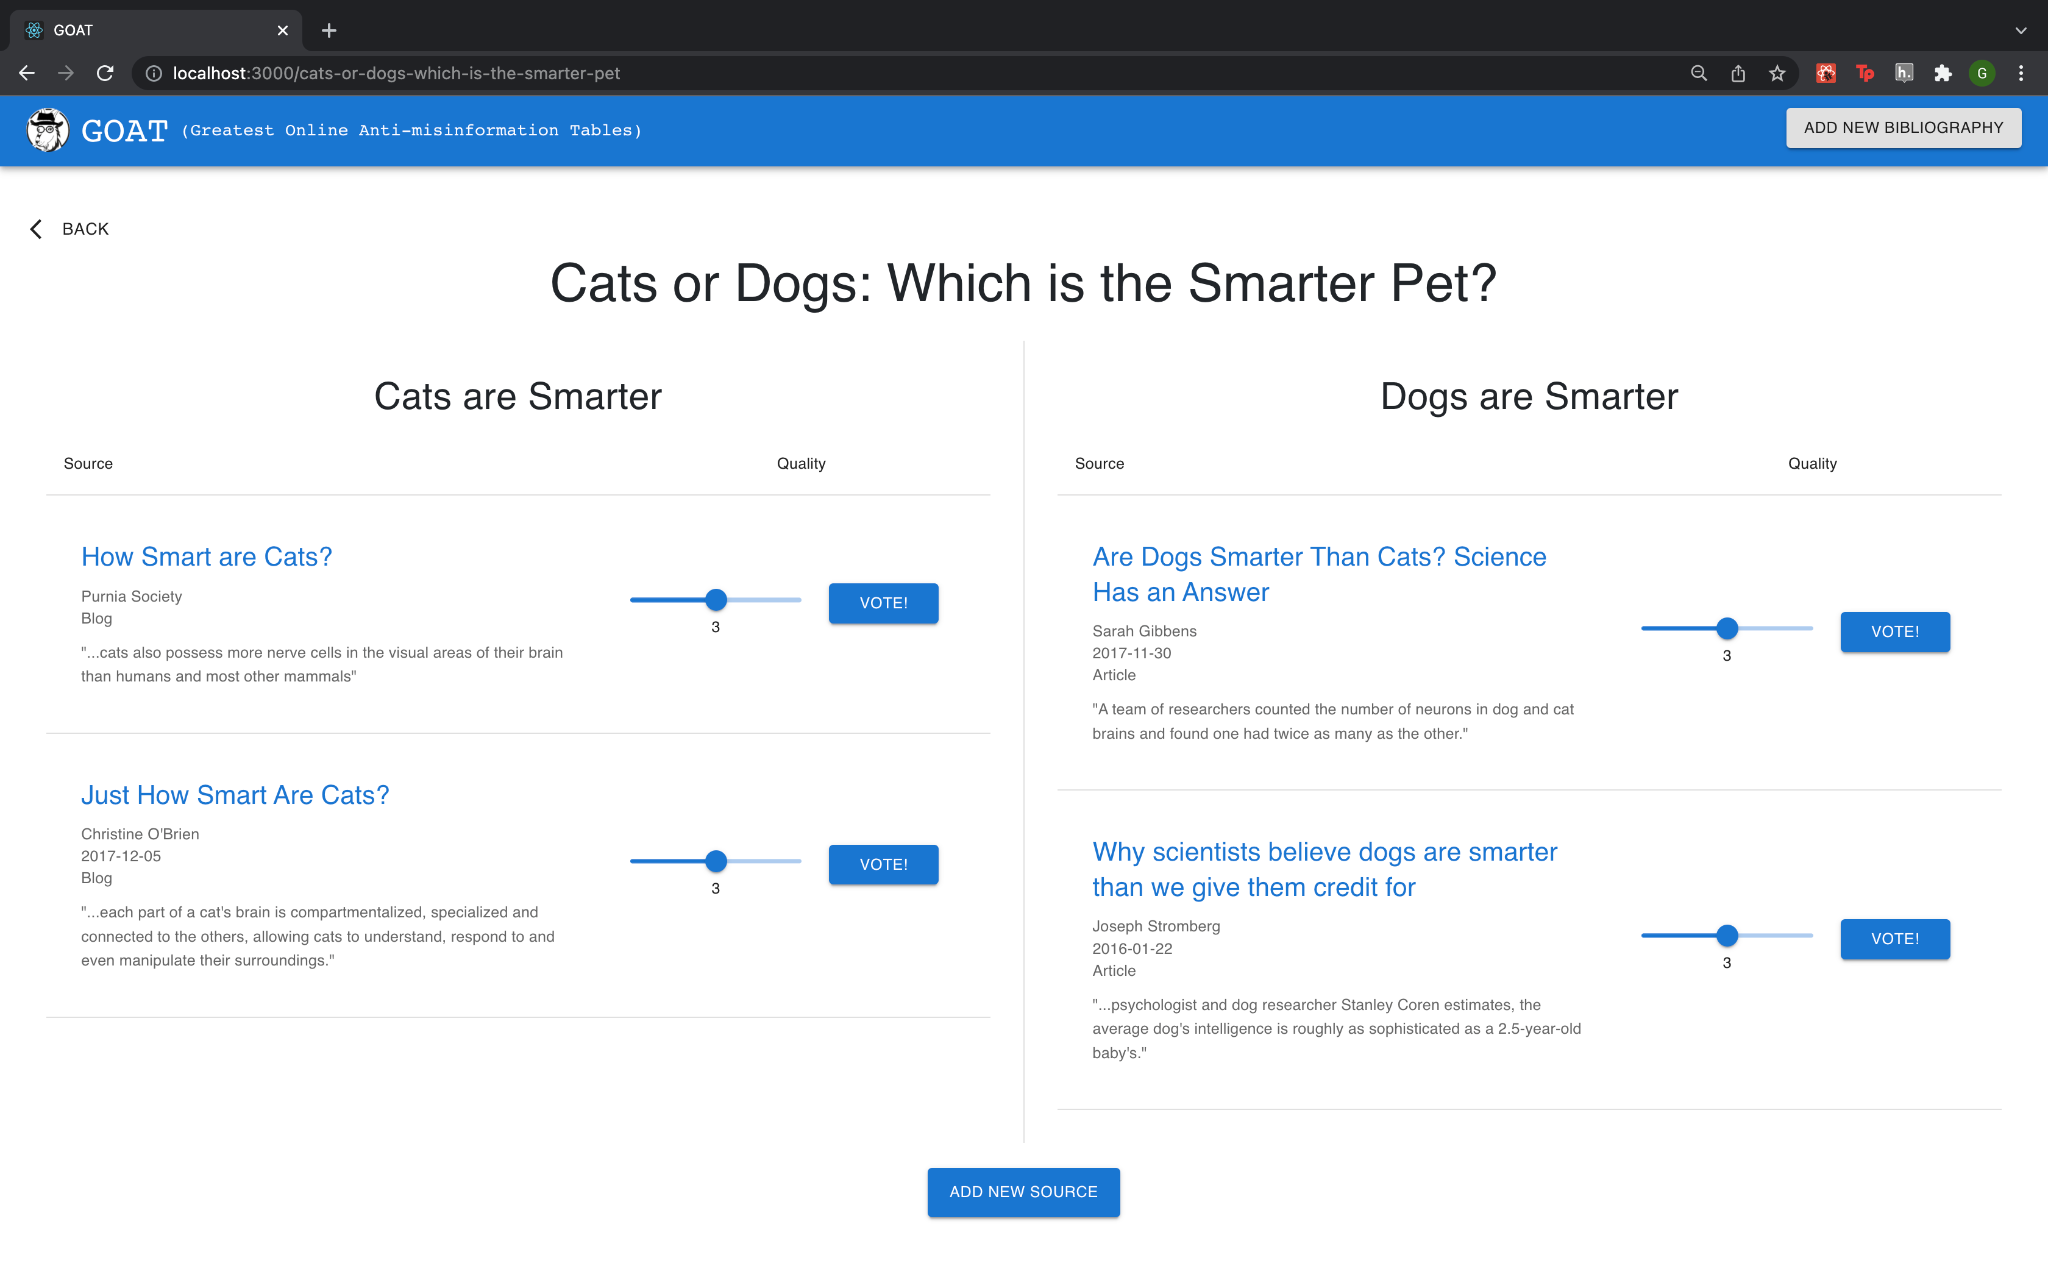 GOAT
localhost:3000/cats-or-dogs-which-is-the-smarter-pet
Tp
h.
G
GOAT (Greatest Online Anti-misinformation Tables)
ADD NEW BIBLIOGRAPHY
BACK
Cats or Dogs: Which is the Smarter Pet?
Cats are Smarter
Source
Quality
How Smart are Cats?
Purnia Society
Blog
"...cats also possess more nerve cells in the visual areas of their brain
than humans and most other mammals"
3
VOTE!
Just How Smart Are Cats?
Christine O'Brien
2017-12-05
Blog
"...each part of a cat's brain is compartmentalized, specialized and
connected to the others, allowing cats to understand, respond to and
even manipulate their surroundings."
3
VOTE!
Dogs are Smarter
Source
Quality
Are Dogs Smarter Than Cats? Science
Has an Answer
Sarah Gibbens
2017-11-30
Article
"A team of researchers counted the number of neurons in dog and cat
brains and found one had twice as many as the other."
3
VOTE!
Why scientists believe dogs are smarter
than we give them credit for
Joseph Stromberg
2016-01-22
Article
"...psychologist and dog researcher Stanley Coren estimates, the
average dog's intelligence is roughly as sophisticated as a 2.5-year-old
baby's."
3
VOTE!
ADD NEW SOURCE